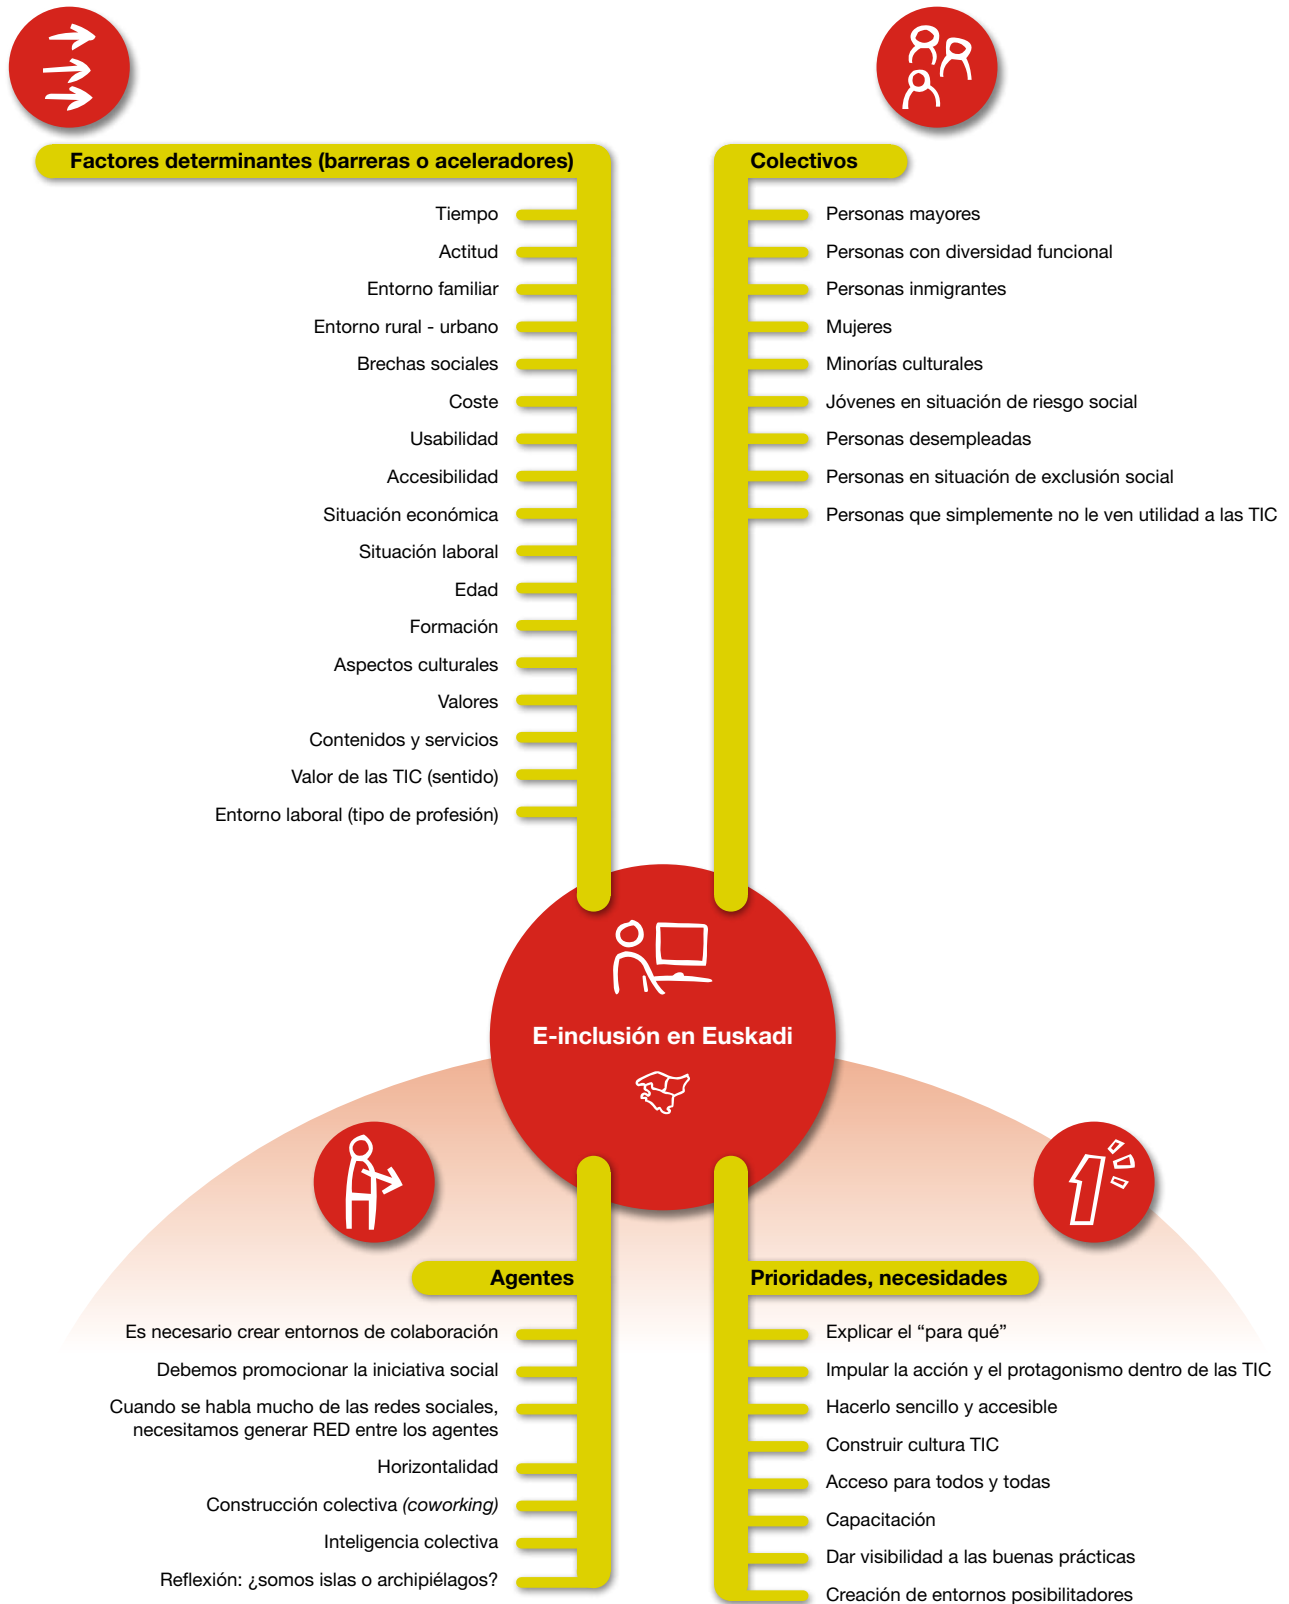 Factores determinantes (barreras o aceleradores)
Tiempo
Actitud
Entorno familiar
Entorno rural - urbano
Brechas sociales
Coste
Usabilidad
Accesibilidad
Situación económica
Situación laboral
Edad
Formación
Aspectos culturales
Valores
Contenidos y servicios
Valor de las TIC (sentido)
Entorno laboral (tipo de profesión)
Colectivos
Personas mayores
Personas con diversidad funcional
Personas inmigrantes
Mujeres
Minorías culturales
Jóvenes en situación de riesgo social
Personas desempleadas
Personas en situación de exclusión social
Personas que simplemente no le ven utilidad a las TIC
E-inclusión en Euskadi
Agentes
Es necesario crear entornos de colaboración
Debemos promocionar la iniciativa social
Cuando se habla mucho de las redes sociales,
necesitamos generar RED entre los agentes
Horizontalidad
Construcción colectiva (coworking)
Inteligencia colectiva
Reflexión: ¿somos islas o archipiélagos?
Prioridades, necesidades
Explicar el “para qué”
Impular la acción y el protagonismo dentro de las TIC
Hacerlo sencillo y accesible
Construir cultura TIC
Acceso para todos y todas
Capacitación
Dar visibilidad a las buenas prácticas
Creación de entornos posibilitadores